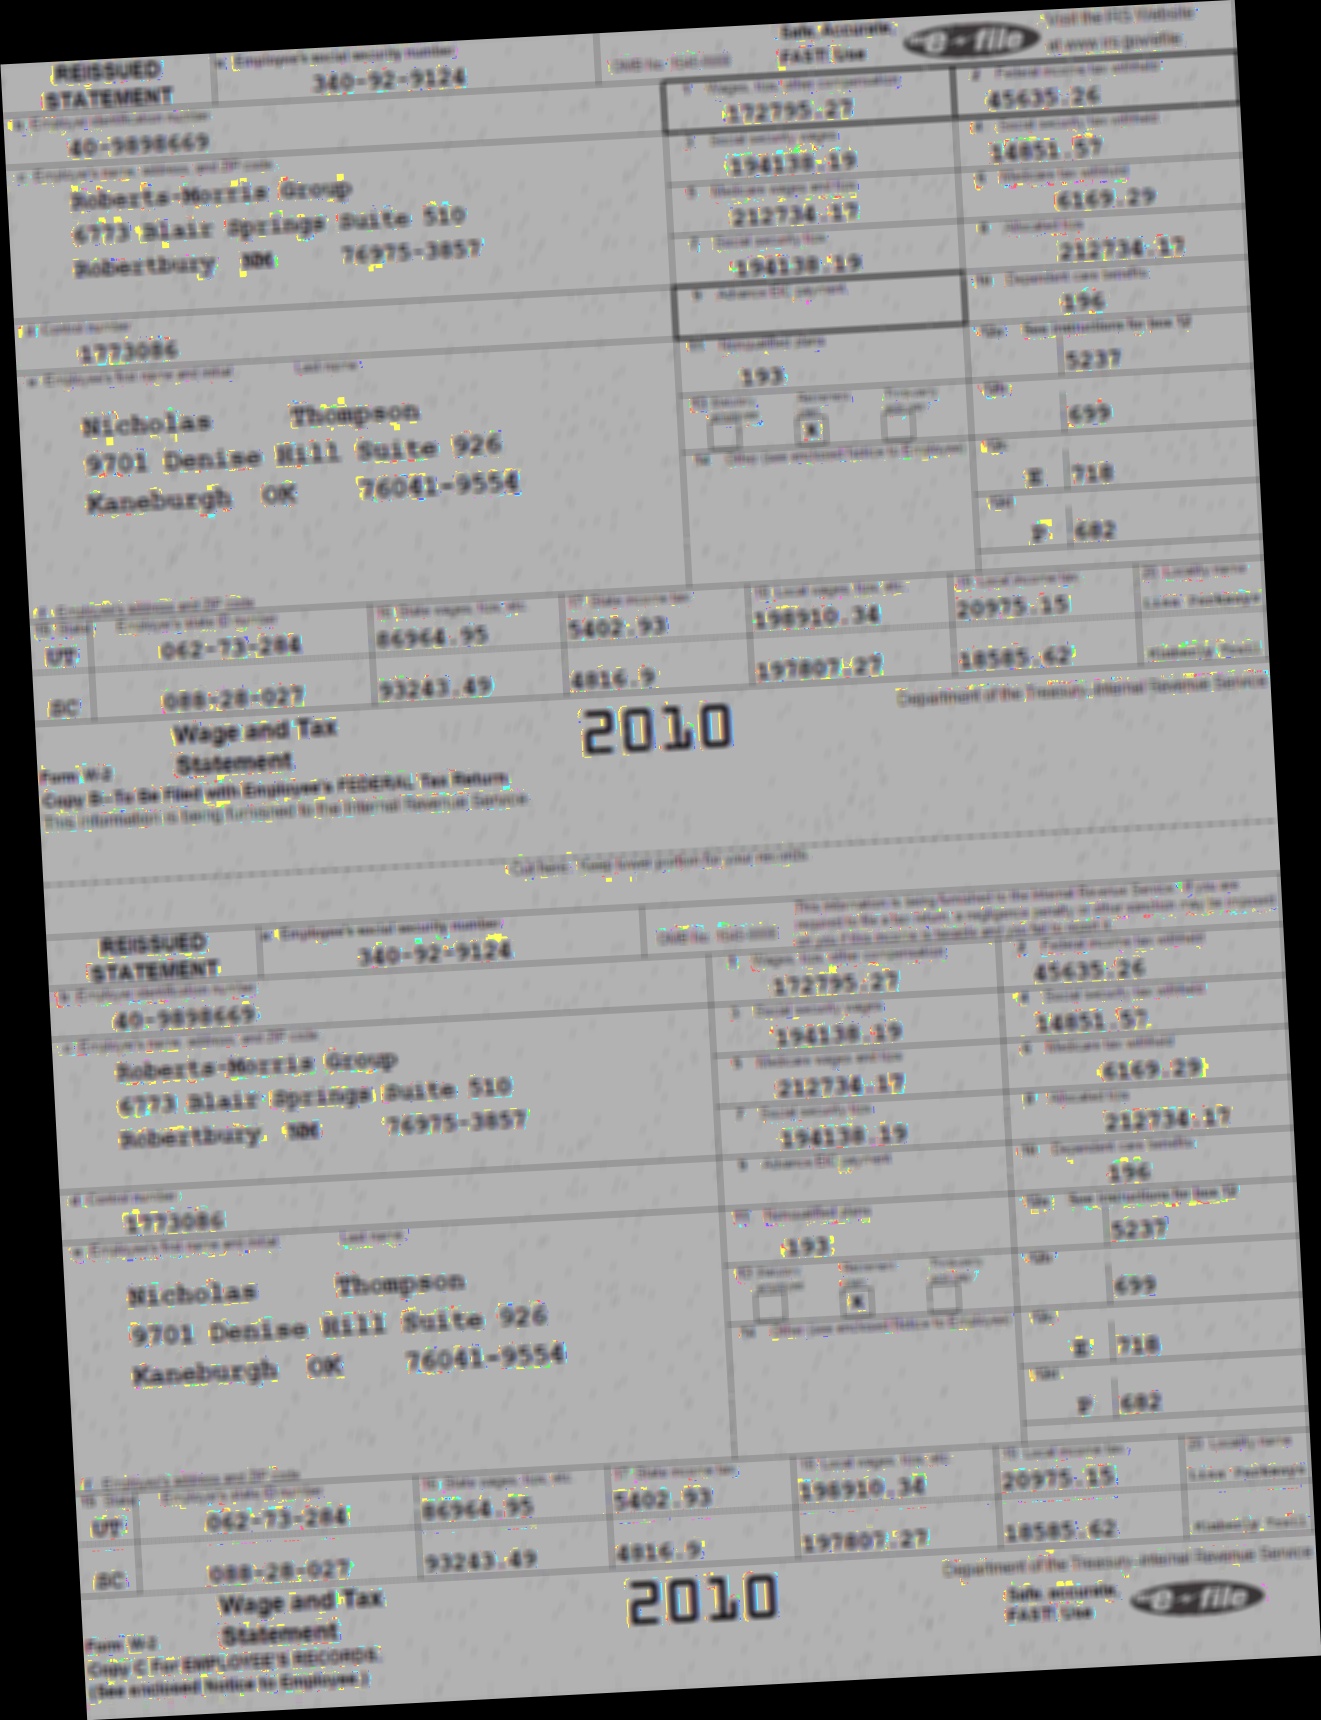 REISSUED STATEMENT
a Employee's social security number
340-92-9124
OMB No. 1545-0008
Safe, Accurate, FAST! Use
e-file
Visit the IRS Website at www.irs.gov/efile
b Employer identification number
40-9898669
1 Wages, tips, other compensation
172795.27
2 Federal income tax withheld
45635.26
c Employer's name, address, and ZIP code
Roberts-Morris Group
6773 Blair Springs Suite 510
Robertbury NM 76975-3857
3 Social security wages
194138.19
4 Social security tax withheld
14851.57
5 Medicare wages and tips
212734.17
6 Medicare tax withheld
6169.29
7 Social security tips
194138.19
8 Allocated tips
212734.17
d Control number
1773086
9 Advance EIC payment
10 Dependent care benefits
196
e Employee's first name and initial Last name
Nicholas Thompson
9701 Denise Hill Suite 926
Kaneburgh OK 76041-9554
11 Nonqualified plans
193
12a See instructions for box 12
5237
12b
699
12c
E 718
12d
P 682
14 Other (see enclosed Notice to Employee)
f Employee's address and ZIP code
15 State Employer's state ID number
16 State wages, tips, etc.
17 State income tax
18 Local wages, tips, etc.
19 Local income tax
20 Locality name
UT 062-73-284 86964.95 5402.93 198910.34 20975.15
SC 088-28-027 93243.49 4816.9 197807.27 18585.62
Form W-2 Wage and Tax Statement
2010
Department of the Treasury-Internal Revenue Service
Copy B--To Be Filed with Employee's FEDERAL Tax Return
This information is being furnished to the Internal Revenue Service
Cut here. Keep lower portion for your records
REISSUED STATEMENT
a Employee's social security number
340-92-9124
OMB No. 1545-0008
This information is being furnished to the Internal Revenue Service. If you are
required to file a tax return, a negligence penalty or other sanction may be imposed
on you if this income is taxable and you fail to report it.
b Employer identification number
40-9898669
1 Wages, tips, other compensation
172795.27
2 Federal income tax withheld
45635.26
c Employer's name, address, and ZIP code
Roberts-Morris Group
6773 Blair Springs Suite 510
Robertbury NM 76975-3857
3 Social security wages
194138.19
4 Social security tax withheld
14851.57
5 Medicare wages and tips
212734.17
6 Medicare tax withheld
6169.29
7 Social security tips
194138.19
8 Allocated tips
212734.17
d Control number
1773086
9 Advance EIC payment
10 Dependent care benefits
196
e Employee's first name and initial Last name
Nicholas Thompson
9701 Denise Hill Suite 926
Kaneburgh OK 76041-9554
11 Nonqualified plans
193
12a See instructions for box 12
5237
12b
699
12c
E 718
12d
P 682
14 Other (see enclosed Notice to Employee)
f Employee's address and ZIP code
15 State Employer's state ID number
16 State wages, tips, etc.
17 State income tax
18 Local wages, tips, etc.
19 Local income tax
20 Locality name
UT 062-73-284 86964.95 5402.93 198910.34 20975.15
SC 088-28-027 93243.49 4816.9 197807.27 18585.62
Form W-2 Wage and Tax Statement
2010
Department of the Treasury-Internal Revenue Service
Safe, accurate, FAST! Use
e-file
Copy C For EMPLOYEE'S RECORDS.
(See enclosed Notice to Employee.)